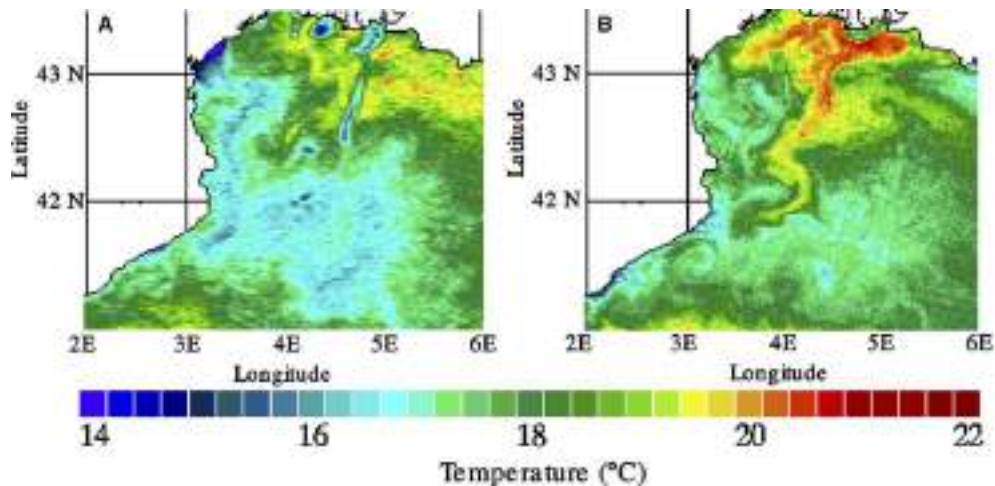 A B
43 N 43 N
Latitude Latitude
42 N 42 N
2E 3E 4E 5E 6E 2E 3E 4E 5E 6E
Longitude Longitude
14 16 18 20 22
Temperature (°C)